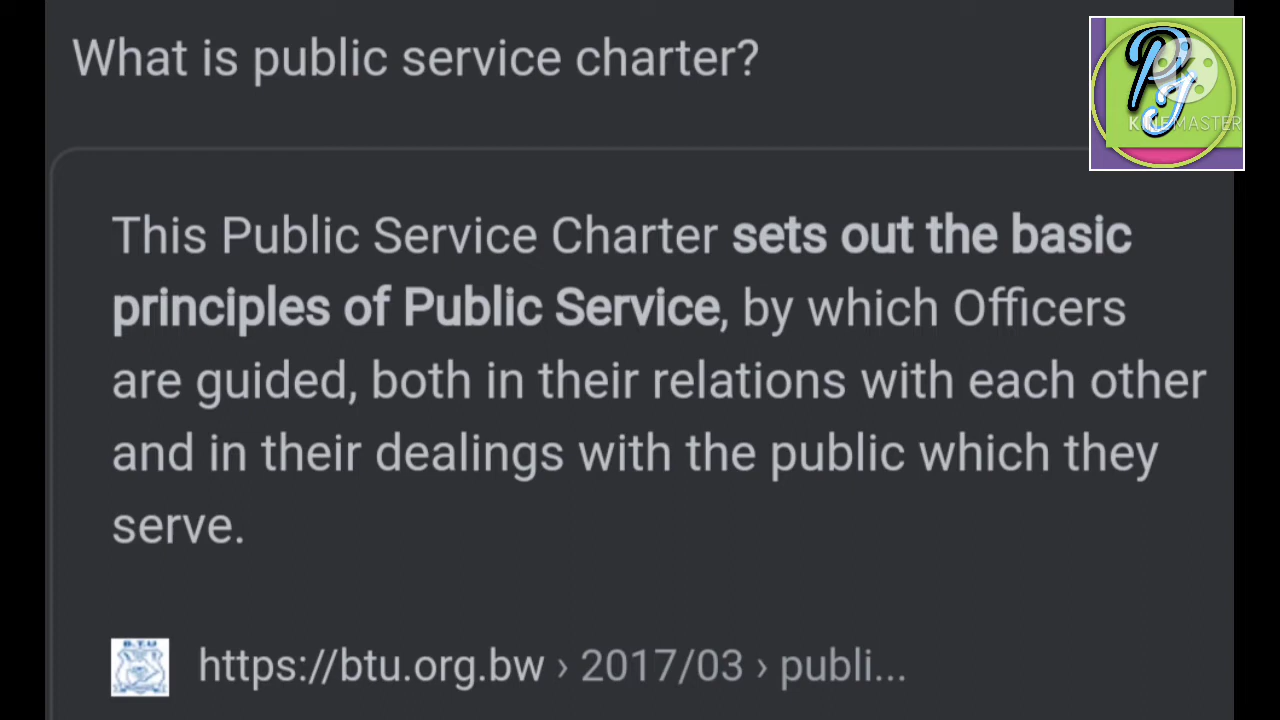 What is public service charter?
Pj
KINEMASTER
This Public Service Charter sets out the basic
principles of Public Service, by which Officers
are guided, both in their relations with each other
and in their dealings with the public which they
serve.
B.T.U
https://btu.org.bw › 2017/03 › publi...